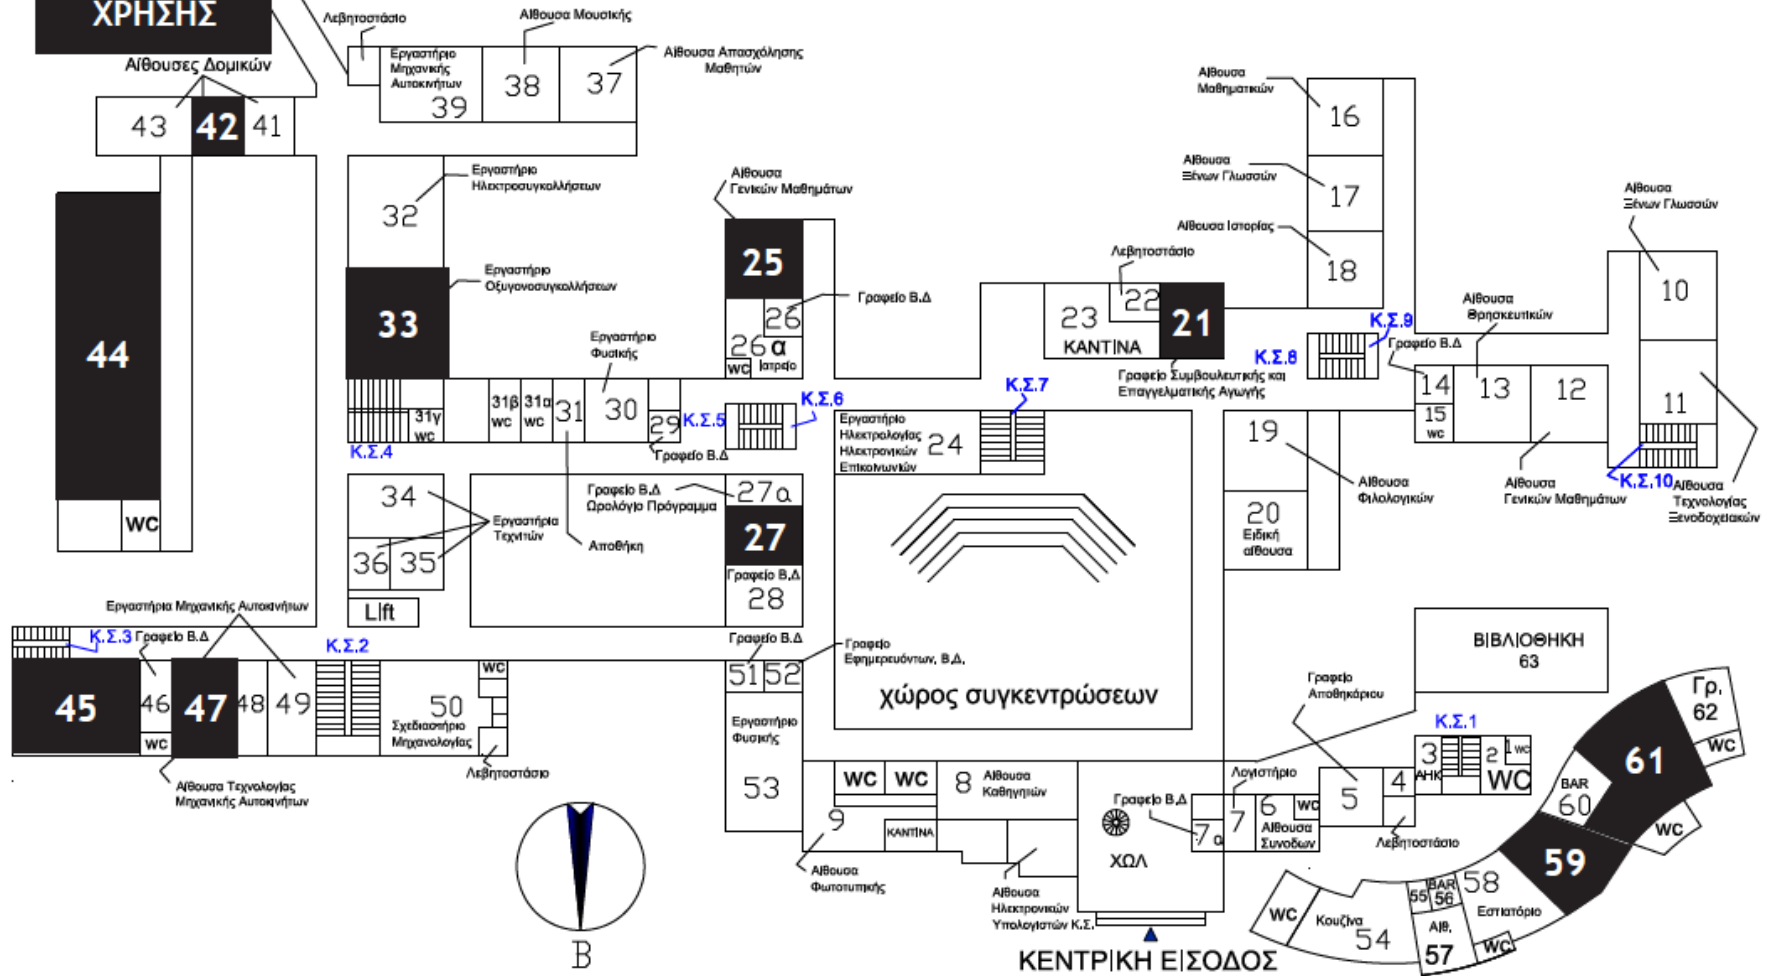 ΧΡΗΣΗΣ
Λεβητοστάσιο
Αίθουσα Μουσικής
Εργαστήριο
Μηχανικής
Αυτοκινήτων
39
38
37
Αίθουσα Απασχόλησης
Μαθητών
Αίθουσες Δομικών
43
42
41
44
WC
32
Εργαστήριο
Ηλεκτροσυγκολλήσεων
33
Εργαστήριο
Οξυγονοσυγκολλήσεων
Αίθουσα
Γενικών Μαθημάτων
25
26
Γραφείο Β.Δ
26 α
Ιατρείο
WC
Εργαστήριο
Φυσικής
31γ
WC
31β
WC
31α
WC
31
30
29
Γραφείο Β.Δ
Κ.Σ.4
Κ.Σ.5
Κ.Σ.6
Αποθήκη
34
36
35
Εργαστήρια
Τεχνιτών
Lift
Γραφείο Β.Δ
Ωρολόγιο Πρόγραμμα
27α
27
Γραφείο Β.Δ
28
Εργαστήριο
Ηλεκτρολογίας
Ηλεκτρονικών
Επικοινωνιών
24
Κ.Σ.7
23
ΚΑΝΤΙΝΑ
Λεβητοστάσιο
22
21
Γραφείο Συμβουλευτικής και
Επαγγελματικής Αγωγής
Αίθουσα
Μαθηματικών
16
Αίθουσα
Ξένων Γλωσσών
17
Αίθουσα Ιστορίας
18
Κ.Σ.8
Κ.Σ.9
19
Αίθουσα
Φιλολογικών
20
Ειδική
αίθουσα
Γραφείο Β.Δ
14
15
WC
Αίθουσα
Θρησκευτικών
13
12
Αίθουσα
Γενικών Μαθημάτων
Αίθουσα
Ξένων Γλωσσών
10
11
Κ.Σ.10
Αίθουσα
Τεχνολογίας
Ξενοδοχειακών
Εργαστήρια Μηχανικής Αυτοκινήτων
Κ.Σ.3
Γραφείο Β.Δ
Κ.Σ.2
45
46
WC
47
48
49
Αίθουσα Τεχνολογίας
Μηχανικής Αυτοκινήτων
50
Σχεδιαστήριο
Μηχανολογίας
WC
Λεβητοστάσιο
Γραφείο Β.Δ
51
52
Γραφείο
Εφημερευόντων, Β.Δ.
Εργαστήριο
Φυσικής
53
χώρος συγκεντρώσεων
WC
WC
8
Αίθουσα
Καθηγητών
9
ΚΑΝΤΙΝΑ
Αίθουσα
Φωτοτυπικής
Αίθουσα
Ηλεκτρονικών
Υπολογιστών Κ.Σ.
ΧΩΛ
ΚΕΝΤΡΙΚΗ ΕΙΣΟΔΟΣ
Β
Γραφείο Β.Δ
7α
7
Λογιστήριο
6
WC
Αίθουσα
Συνοδων
Γραφείο
Αποθηκάριου
5
4
Λεβητοστάσιο
Κ.Σ.1
3
ΑΗΚ
2
1
WC
WC
ΒΙΒΛΙΟΘΗΚΗ
63
Γρ.
62
WC
61
BAR
60
WC
59
58
Εστιατόριο
WC
55
BAR
56
Αίθ.
57
Κουζίνα
54
WC